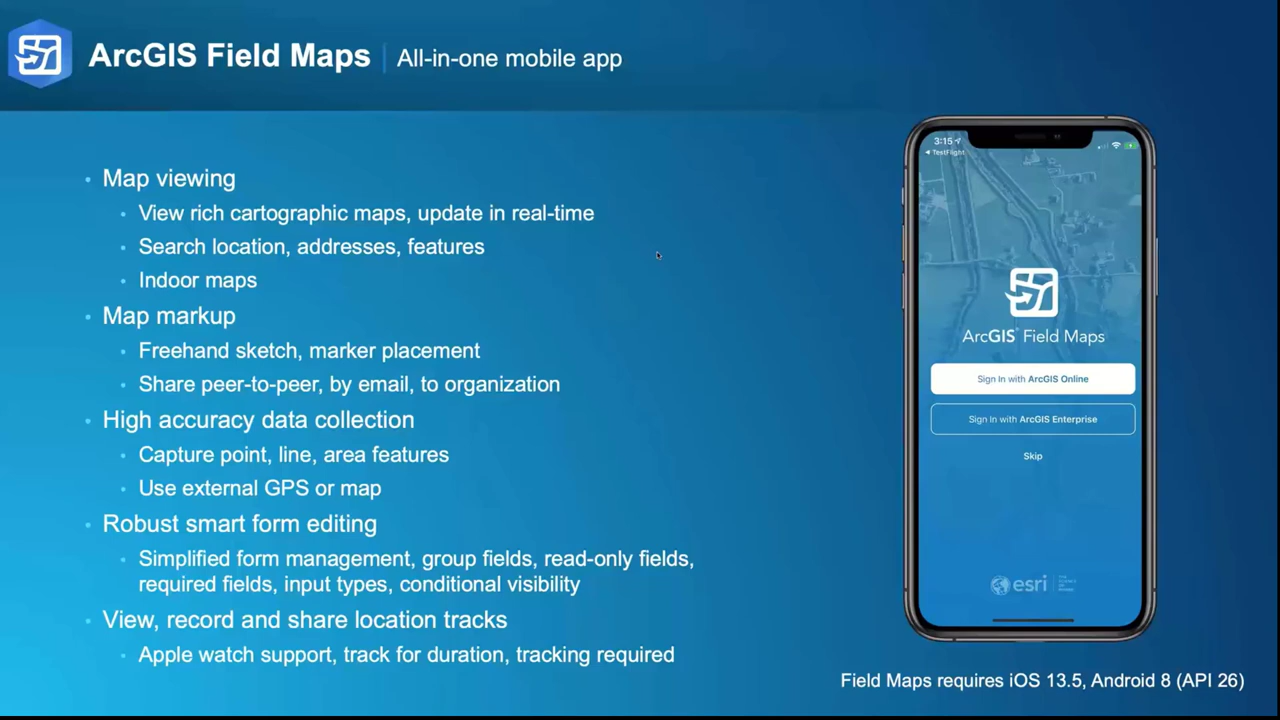 ArcGIS Field Maps | All-in-one mobile app
• Map viewing
• View rich cartographic maps, update in real-time
• Search location, addresses, features
• Indoor maps
• Map markup
• Freehand sketch, marker placement
• Share peer-to-peer, by email, to organization
• High accuracy data collection
• Capture point, line, area features
• Use external GPS or map
• Robust smart form editing
• Simplified form management, group fields, read-only fields,
required fields, input types, conditional visibility
• View, record and share location tracks
• Apple watch support, track for duration, tracking required
3:15
TestFlight
ArcGIS Field Maps
Sign In with ArcGIS Online
Sign In with ArcGIS Enterprise
Skip
esri
Field Maps requires iOS 13.5, Android 8 (API 26)